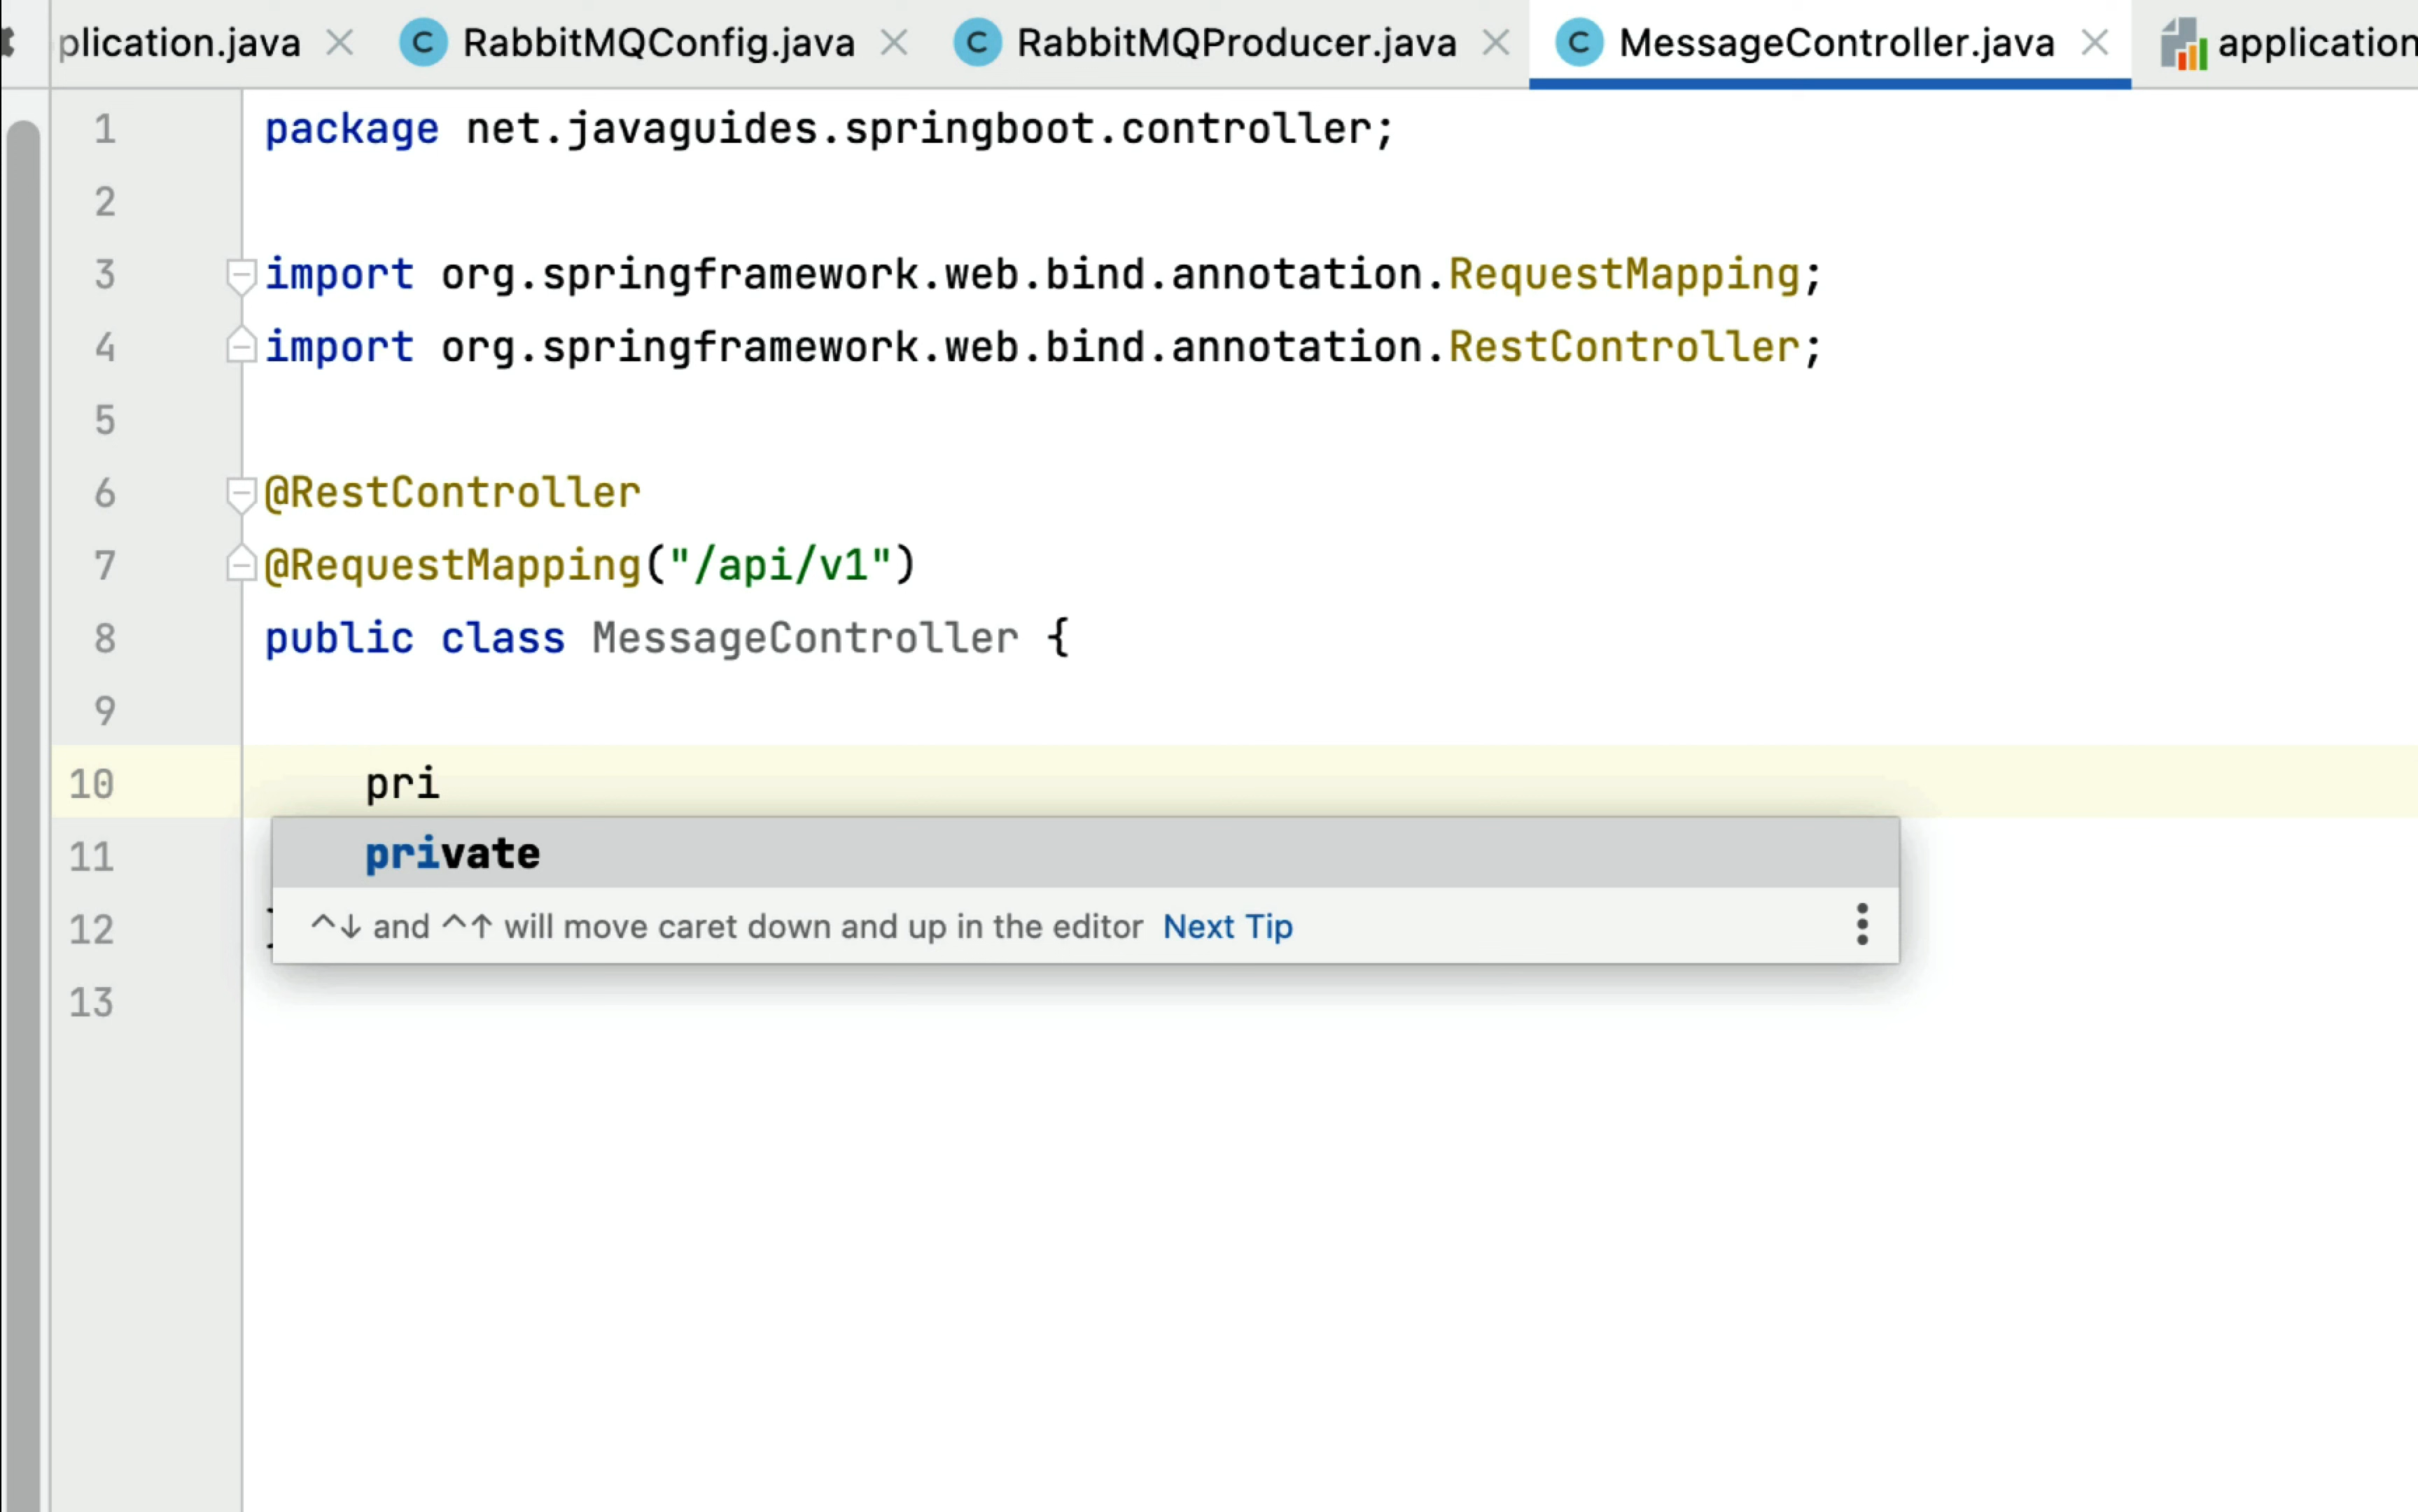 plication.java RabbitMQConfig.java RabbitMQProducer.java MessageController.java application
1 package net.javaguides.springboot.controller;
2
3 import org.springframework.web.bind.annotation.RequestMapping;
4 import org.springframework.web.bind.annotation.RestController;
5
6 @RestController
7 @RequestMapping("/api/v1")
8 public class MessageController {
9
10 pri
11 private
12 ^↓ and ^↑ will move caret down and up in the editor Next Tip
13